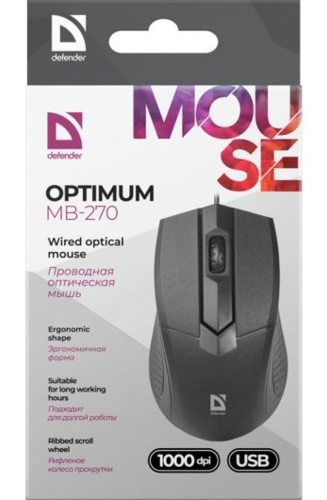 defender
MOU
SE
defender
OPTIMUM
MB-270
Wired optical
mouse
Проводная
оптическая
мышь
Ergonomic
shape
Эргономичная
форма
Suitable
for long working
hours
Подходит
для долгой работы
Ribbed scroll
wheel
Рифленое
колесо прокрутки
defender
1000 dpi
USB